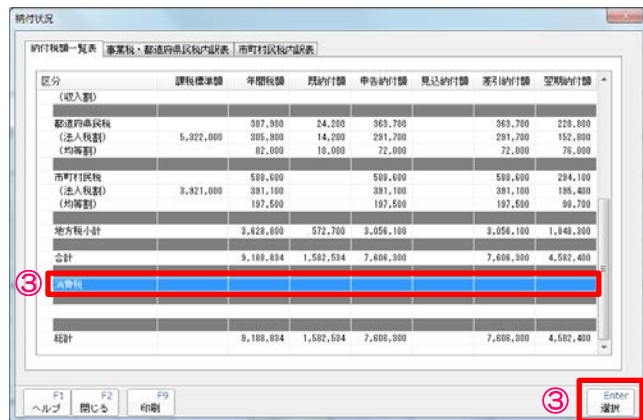 納付状況
納付税額一覧表 事業税・都道府県民税内訳表 市町村民税内訳表
区分 課税標準額 年間税額 既納付額 申告納付額 見込納付額 差引納付額 翌期納付額
(収入割)
都道府県民税 387,900 24,200 363,700 363,700 228,800
(法人税割) 5,322,000 305,900 14,200 291,700 291,700 152,800
(均等割) 82,000 10,000 72,000 72,000 76,000
市町村民税 588,600 588,600 588,600 294,100
(法人税割) 3,921,000 391,100 391,100 391,100 195,400
(均等割) 197,500 197,500 197,500 98,700
地方税小計 3,628,800 572,700 3,056,100 3,056,100 1,848,300
合計 9,188,834 1,582,534 7,606,300 7,606,300 4,582,400
③ 消費税
総計 9,188,834 1,582,534 7,606,300 7,606,300 4,582,400
F1 F2 F9 Enter
ヘルプ 閉じる 印刷 ③ 選択